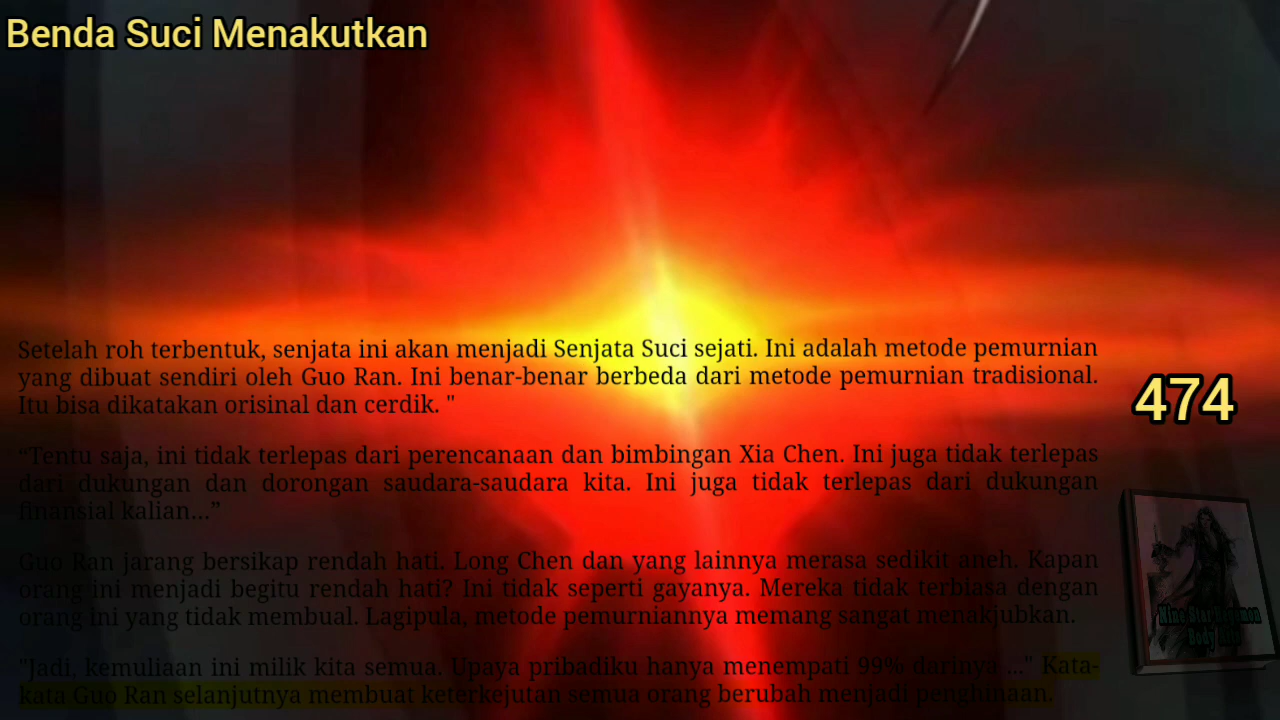 Benda Suci Menakutkan
Setelah roh terbentuk, senjata ini akan menjadi Senjata Suci sejati. Ini adalah metode pemurnian
yang dibuat sendiri oleh Guo Ran. Ini benar-benar berbeda dari metode pemurnian tradisional.
Itu bisa dikatakan orisinal dan cerdik. "
“Tentu saja, ini tidak terlepas dari perencanaan dan bimbingan Xia Chen. Ini juga tidak terlepas
dari dukungan dan dorongan saudara-saudara kita. Ini juga tidak terlepas dari dukungan
finansial kalian...”
Guo Ran jarang bersikap rendah hati. Long Chen dan yang lainnya merasa sedikit aneh. Kapan
orang ini menjadi begitu rendah hati? Ini tidak seperti gayanya. Mereka tidak terbiasa dengan
orang ini yang tidak membual. Lagipula, metode pemurniannya memang sangat menakjubkan.
"Jadi, kemuliaan ini milik kita semua. Upaya pribadiku hanya menempati 99% darinya ..." Kata-
kata Guo Ran selanjutnya membuat keterkejutan semua orang berubah menjadi penghinaan.
474
Nine Star
Body